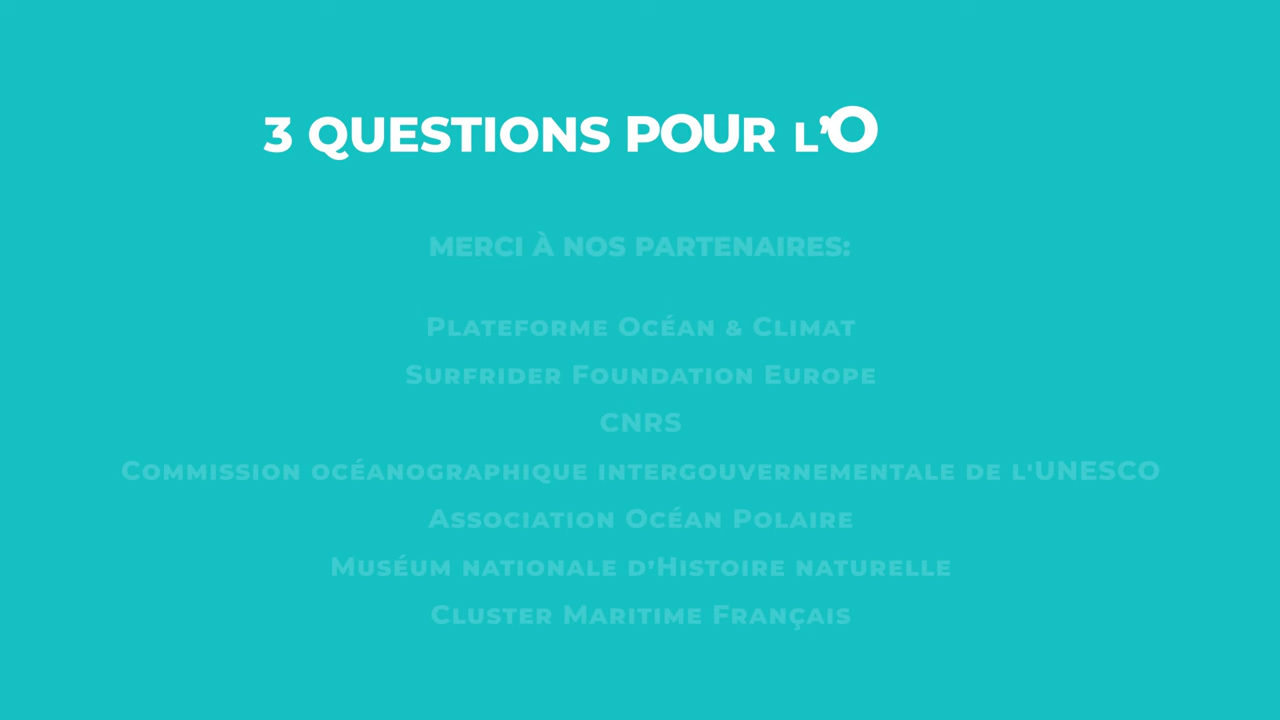 3 QUESTIONS POUR L'O
MERCI À NOS PARTENAIRES:
Plateforme Océan & Climat
Surfrider Foundation Europe
CNRS
Commission océanographique intergouvernementale de l'UNESCO
Association Océan Polaire
Muséum nationale d'Histoire naturelle
Cluster Maritime Français